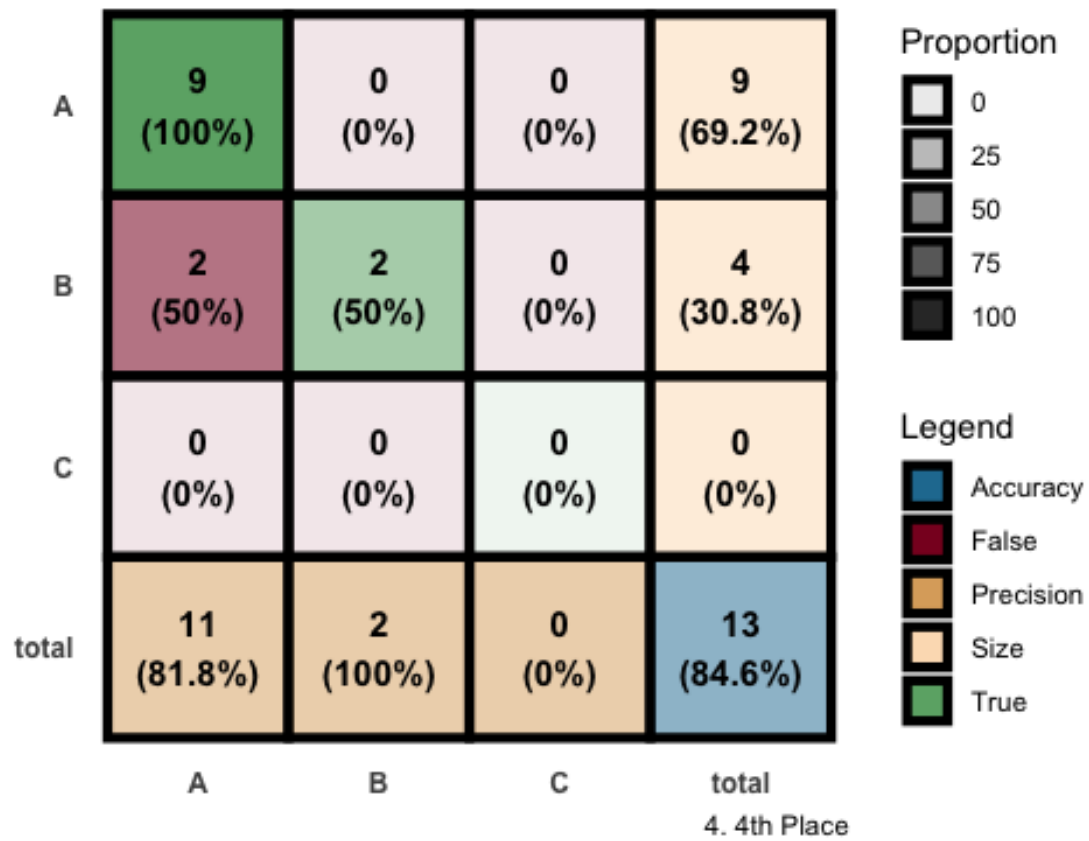 A
9
(100%)
0
(0%)
0
(0%)
9
(69.2%)
B
2
(50%)
2
(50%)
0
(0%)
4
(30.8%)
C
0
(0%)
0
(0%)
0
(0%)
0
(0%)
total
11
(81.8%)
2
(100%)
0
(0%)
13
(84.6%)
A
B
C
total
4. 4th Place
Proportion
0
25
50
75
100
Legend
Accuracy
False
Precision
Size
True